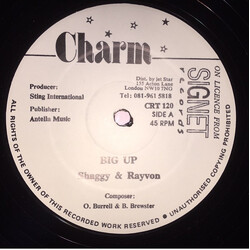 Charm
Producer:
Sting International
Publisher:
Antella Music
Dist. by Jet Star
155 Acton Lane
London NW10 7NG
Tel: 081-961 5818
CRT 120
SIDE A
45 RPM
ON LICENCE FROM
SIGNET
records
BIG UP
Shaggy & Rayvon
Composer:
O. Burrell & B. Brewster
ALL RIGHTS OF THE OWNER OF THIS RECORDED WORK RESERVED • UNAUTHORISED COPYING PROHIBITED